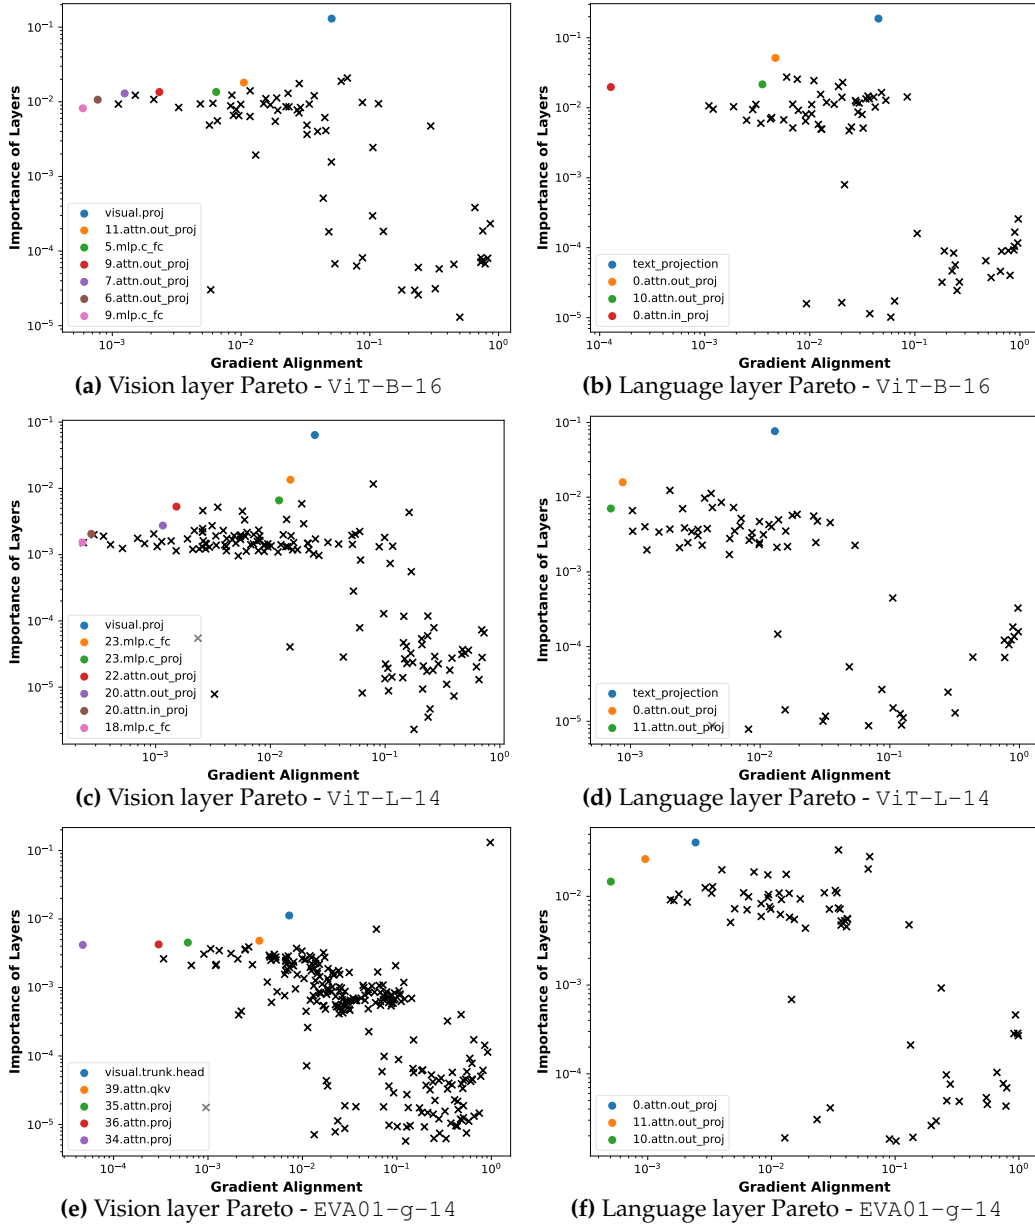 10⁻¹
10⁻²
10⁻³
10⁻⁴
10⁻⁵
Importance of Layers
visual.proj
11.attn.out_proj
5.mlp.c_fc
9.attn.out_proj
7.attn.out_proj
6.attn.out_proj
9.mlp.c_fc
10⁻³ 10⁻² 10⁻¹ 10⁰
Gradient Alignment
(a) Vision layer Pareto - ViT-B-16
10⁻¹
10⁻²
10⁻³
10⁻⁴
10⁻⁵
Importance of Layers
text_projection
0.attn.out_proj
10.attn.out_proj
0.attn.in_proj
10⁻⁴ 10⁻³ 10⁻² 10⁻¹ 10⁰
Gradient Alignment
(b) Language layer Pareto - ViT-B-16
10⁻¹
10⁻²
10⁻³
10⁻⁴
10⁻⁵
Importance of Layers
visual.proj
23.mlp.c_fc
23.mlp.c_proj
22.attn.out_proj
20.attn.out_proj
20.attn.in_proj
18.mlp.c_fc
10⁻³ 10⁻² 10⁻¹ 10⁰
Gradient Alignment
(c) Vision layer Pareto - ViT-L-14
10⁻¹
10⁻²
10⁻³
10⁻⁴
10⁻⁵
Importance of Layers
text_projection
0.attn.out_proj
11.attn.out_proj
10⁻³ 10⁻² 10⁻¹ 10⁰
Gradient Alignment
(d) Language layer Pareto - ViT-L-14
10⁻¹
10⁻²
10⁻³
10⁻⁴
10⁻⁵
Importance of Layers
visual.trunk.head
39.attn.qkv
35.attn.proj
36.attn.proj
34.attn.proj
10⁻⁴ 10⁻³ 10⁻² 10⁻¹ 10⁰
Gradient Alignment
(e) Vision layer Pareto - EVA01-g-14
10⁻²
10⁻³
10⁻⁴
10⁻⁵
Importance of Layers
0.attn.out_proj
11.attn.out_proj
10.attn.out_proj
10⁻³ 10⁻² 10⁻¹ 10⁰
Gradient Alignment
(f) Language layer Pareto - EVA01-g-14